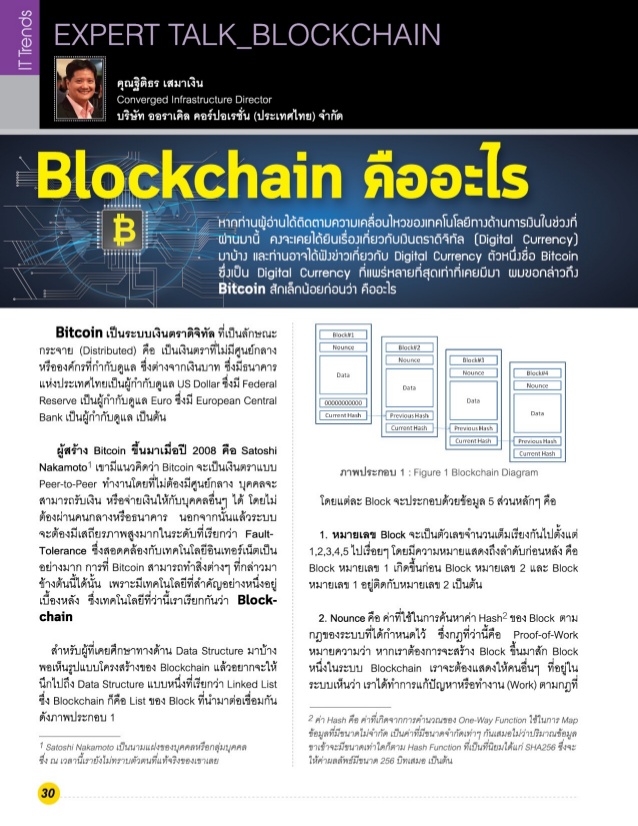 IT Trends
EXPERT TALK_BLOCKCHAIN
คุณฐิติธร เสมาเงิน
Converged Infrastructure Director
บริษัท ออราเคิล คอร์ปอเรชั่น (ประเทศไทย) จำกัด
Blockchain คืออะไร
หากท่านผู้อ่านได้ติดตามความเคลื่อนไหวของเทคโนโลยีทางด้านการเงินในช่วงที่
ผ่านมานี้ คงจะเคยได้ยินเรื่องเกี่ยวกับเงินตราดิจิทัล (Digital Currency)
มาบ้าง และท่านอาจได้ฟังข่าวเกี่ยวกับ Digital Currency ตัวหนึ่งชื่อ Bitcoin
ซึ่งเป็น Digital Currency ที่แพร่หลายที่สุดเท่าที่เคยมีมา ผมขอกล่าวถึง
Bitcoin สักเล็กน้อยก่อนว่า คืออะไร
Bitcoin เป็นระบบเงินตราดิจิทัล ที่เป็นลักษณะ
กระจาย (Distributed) คือ เป็นเงินตราที่ไม่มีศูนย์กลาง
หรือองค์กรที่กำกับดูแล ซึ่งต่างจากเงินบาท ซึ่งมีธนาคาร
แห่งประเทศไทยเป็นผู้กำกับดูแล US Dollar ซึ่งมี Federal
Reserve เป็นผู้กำกับดูแล Euro ซึ่งมี European Central
Bank เป็นผู้กำกับดูแล เป็นต้น
ผู้สร้าง Bitcoin ขึ้นมาเมื่อปี 2008 คือ Satoshi
Nakamoto1 เขามีแนวคิดว่า Bitcoin จะเป็นเงินตราแบบ
Peer-to-Peer ทำงานโดยที่ไม่ต้องมีศูนย์กลาง บุคคลจะ
สามารถรับเงิน หรือจ่ายเงินให้กับบุคคลอื่นๆ ได้ โดยไม่
ต้องผ่านคนกลางหรือธนาคาร นอกจากนั้นแล้วระบบ
จะต้องมีเสถียรภาพสูงมากในระดับที่เรียกว่า Fault-
Tolerance ซึ่งสอดคล้องกับเทคโนโลยีอินเทอร์เน็ตเป็น
อย่างมาก การที่ Bitcoin สามารถทำสิ่งต่างๆ ที่กล่าวมา
ข้างต้นนี้ได้นั้น เพราะมีเทคโนโลยีที่สำคัญอย่างหนึ่งอยู่
เบื้องหลัง ซึ่งเทคโนโลยีที่ว่านี้เราเรียกกันว่า Block-
chain
สำหรับผู้ที่เคยศึกษาทางด้าน Data Structure มาบ้าง
พอเห็นรูปแบบโครงสร้างของ Blockchain แล้วอยากจะให้
นึกไปถึง Data Structure แบบหนึ่งที่เรียกว่า Linked List
ซึ่ง Blockchain ก็คือ List ของ Block ที่นำมาต่อเชื่อมกัน
ดังภาพประกอบ 1
1 Satoshi Nakamoto เป็นนามแฝงของบุคคลหรือกลุ่มบุคคล
ซึ่ง ณ เวลานี้เรายังไม่ทราบตัวตนที่แท้จริงของเขาเลย
Block#1
Nounce
Data
00000000000
Current Hash
Block#2
Nounce
Data
Previous Hash
Current Hash
Block#3
Nounce
Data
Previous Hash
Current Hash
Block#4
Nounce
Data
Previous Hash
Current Hash
ภาพประกอบ 1 : Figure 1 Blockchain Diagram
โดยแต่ละ Block จะประกอบด้วยข้อมูล 5 ส่วนหลักๆ คือ
1. หมายเลข Block จะเป็นตัวเลขจำนวนเต็มเรียงกันไปตั้งแต่
1,2,3,4,5 ไปเรื่อยๆ โดยมีความหมายแสดงถึงลำดับก่อนหลัง คือ
Block หมายเลข 1 เกิดขึ้นก่อน Block หมายเลข 2 และ Block
หมายเลข 1 อยู่ติดกับหมายเลข 2 เป็นต้น
2. Nounce คือ ค่าที่ใช้ในการค้นหาค่า Hash2 ของ Block ตาม
กฎของระบบที่ได้กำหนดไว้ ซึ่งกฎที่ว่านี้คือ Proof-of-Work
หมายความว่า หากเราต้องการจะสร้าง Block ขึ้นมาสัก Block
หนึ่งในระบบ Blockchain เราจะต้องแสดงให้คนอื่นๆ ที่อยู่ใน
ระบบเห็นว่า เราได้ทำการแก้ปัญหาหรือทำงาน (Work) ตามกฎที่
2 ค่า Hash คือ ค่าที่เกิดจากการคำนวณของ One-Way Function ใช้ในการ Map
ข้อมูลที่มีขนาดไม่จำกัด เป็นค่าที่มีขนาดจำกัดเท่าๆ กันเสมอไม่ว่าปริมาณข้อมูล
ขาเข้าจะมีขนาดเท่าใดก็ตาม Hash Function ที่เป็นที่นิยมได้แก่ SHA256 ซึ่งจะ
ให้ค่าผลลัพธ์มีขนาด 256 บิทเสมอ เป็นต้น
30